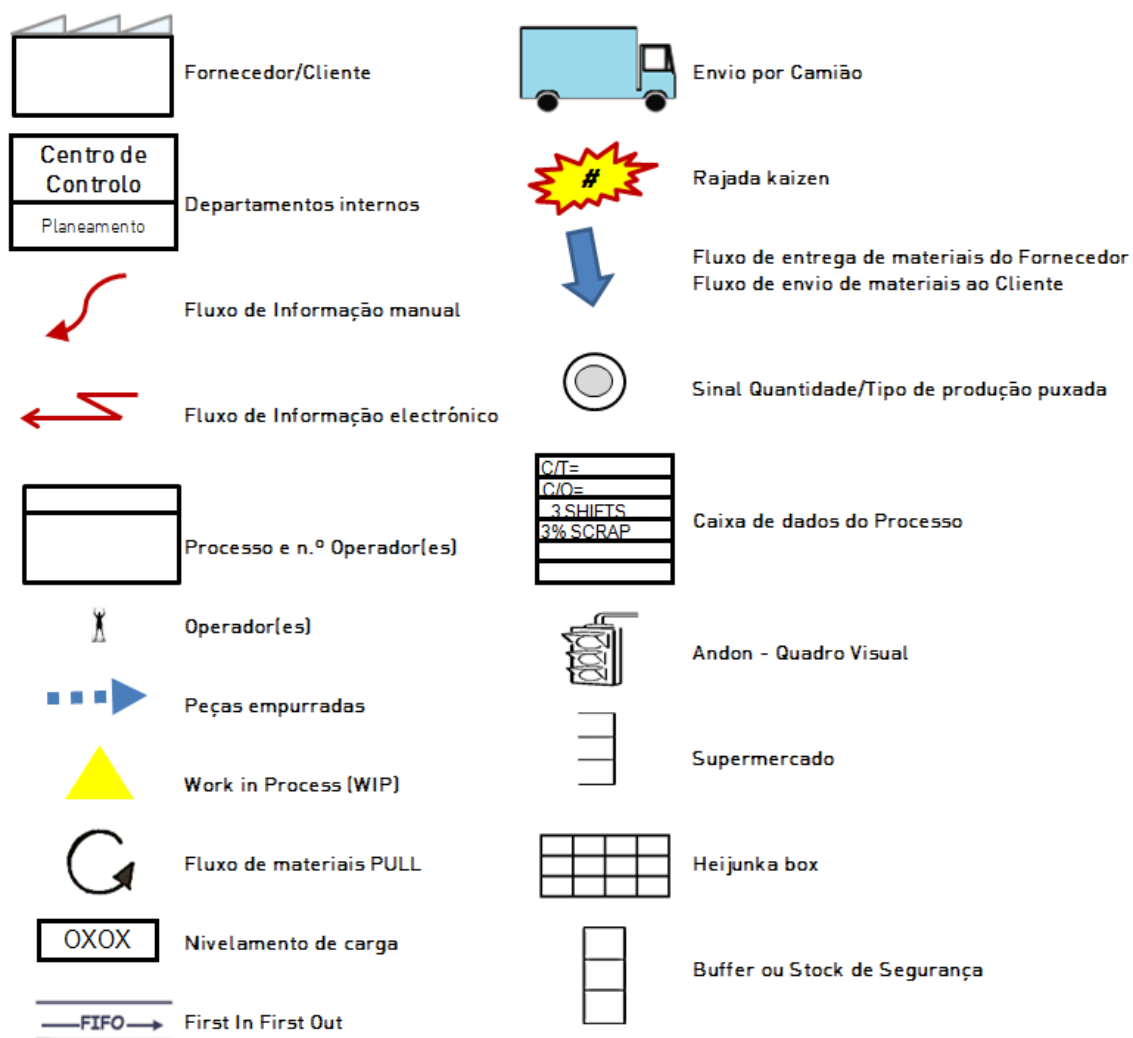 Fornecedor/Cliente
Centro de
Controlo
Planeamento
Departamentos internos
Fluxo de Informação manual
Fluxo de Informação electrónico
Processo e n.º Operador(es)
Operador(es)
Peças empurradas
Work in Process (WIP)
Fluxo de materiais PULL
OXOX
Nivelamento de carga
FIFO
First In First Out
Envio por Camião
#
Rajada kaizen
Fluxo de entrega de materiais do Fornecedor
Fluxo de envio de materiais ao Cliente
Sinal Quantidade/Tipo de produção puxada
C/T=
C/O=
3 SHIFTS
3% SCRAP
Caixa de dados do Processo
Andon - Quadro Visual
Supermercado
Heijunka box
Buffer ou Stock de Segurança